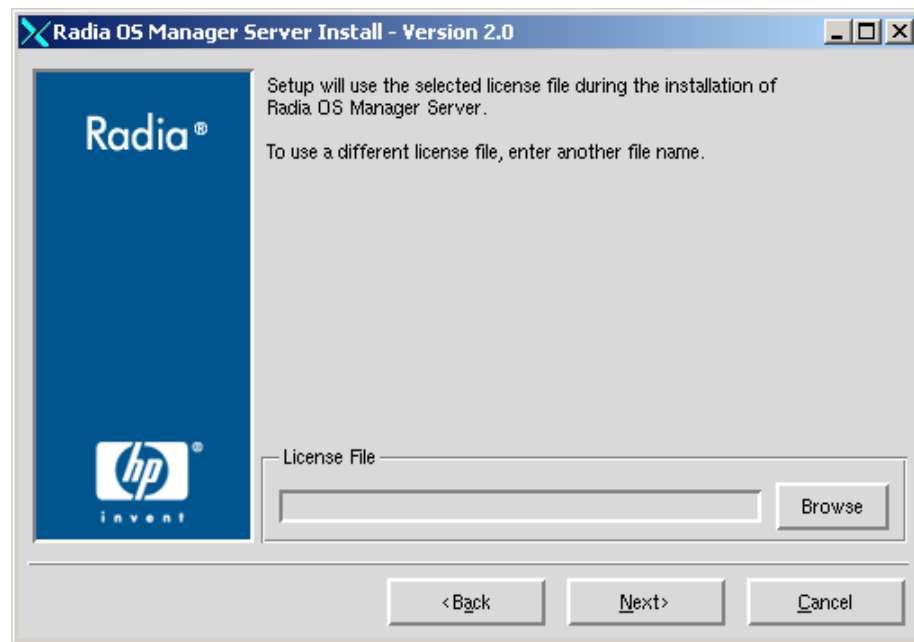 Radia OS Manager Server Install - Version 2.0
Radia®
Setup will use the selected license file during the installation of
Radia OS Manager Server.
To use a different license file, enter another file name.
hp®
invent
License File
Browse
<Back
Next>
Cancel